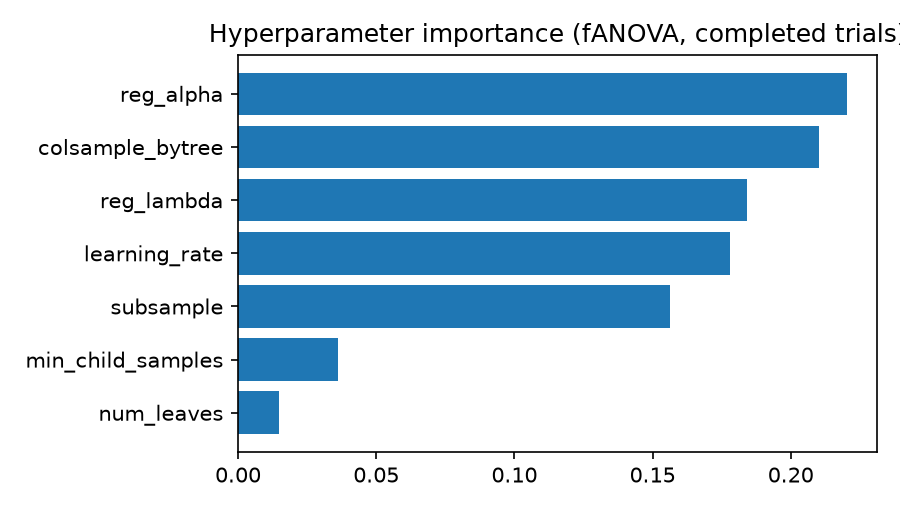 Hyperparameter importance (fANOVA, completed trials)
reg_alpha
colsample_bytree
reg_lambda
learning_rate
subsample
min_child_samples
num_leaves
0.00 0.05 0.10 0.15 0.20